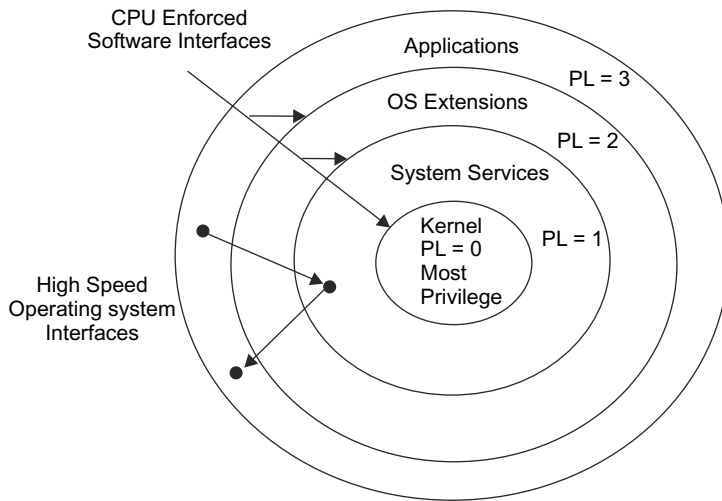 CPU Enforced
Software Interfaces
Applications
PL = 3
OS Extensions
PL = 2
System Services
Kernel
PL = 0
Most
Privilege
PL = 1
High Speed
Operating system
Interfaces